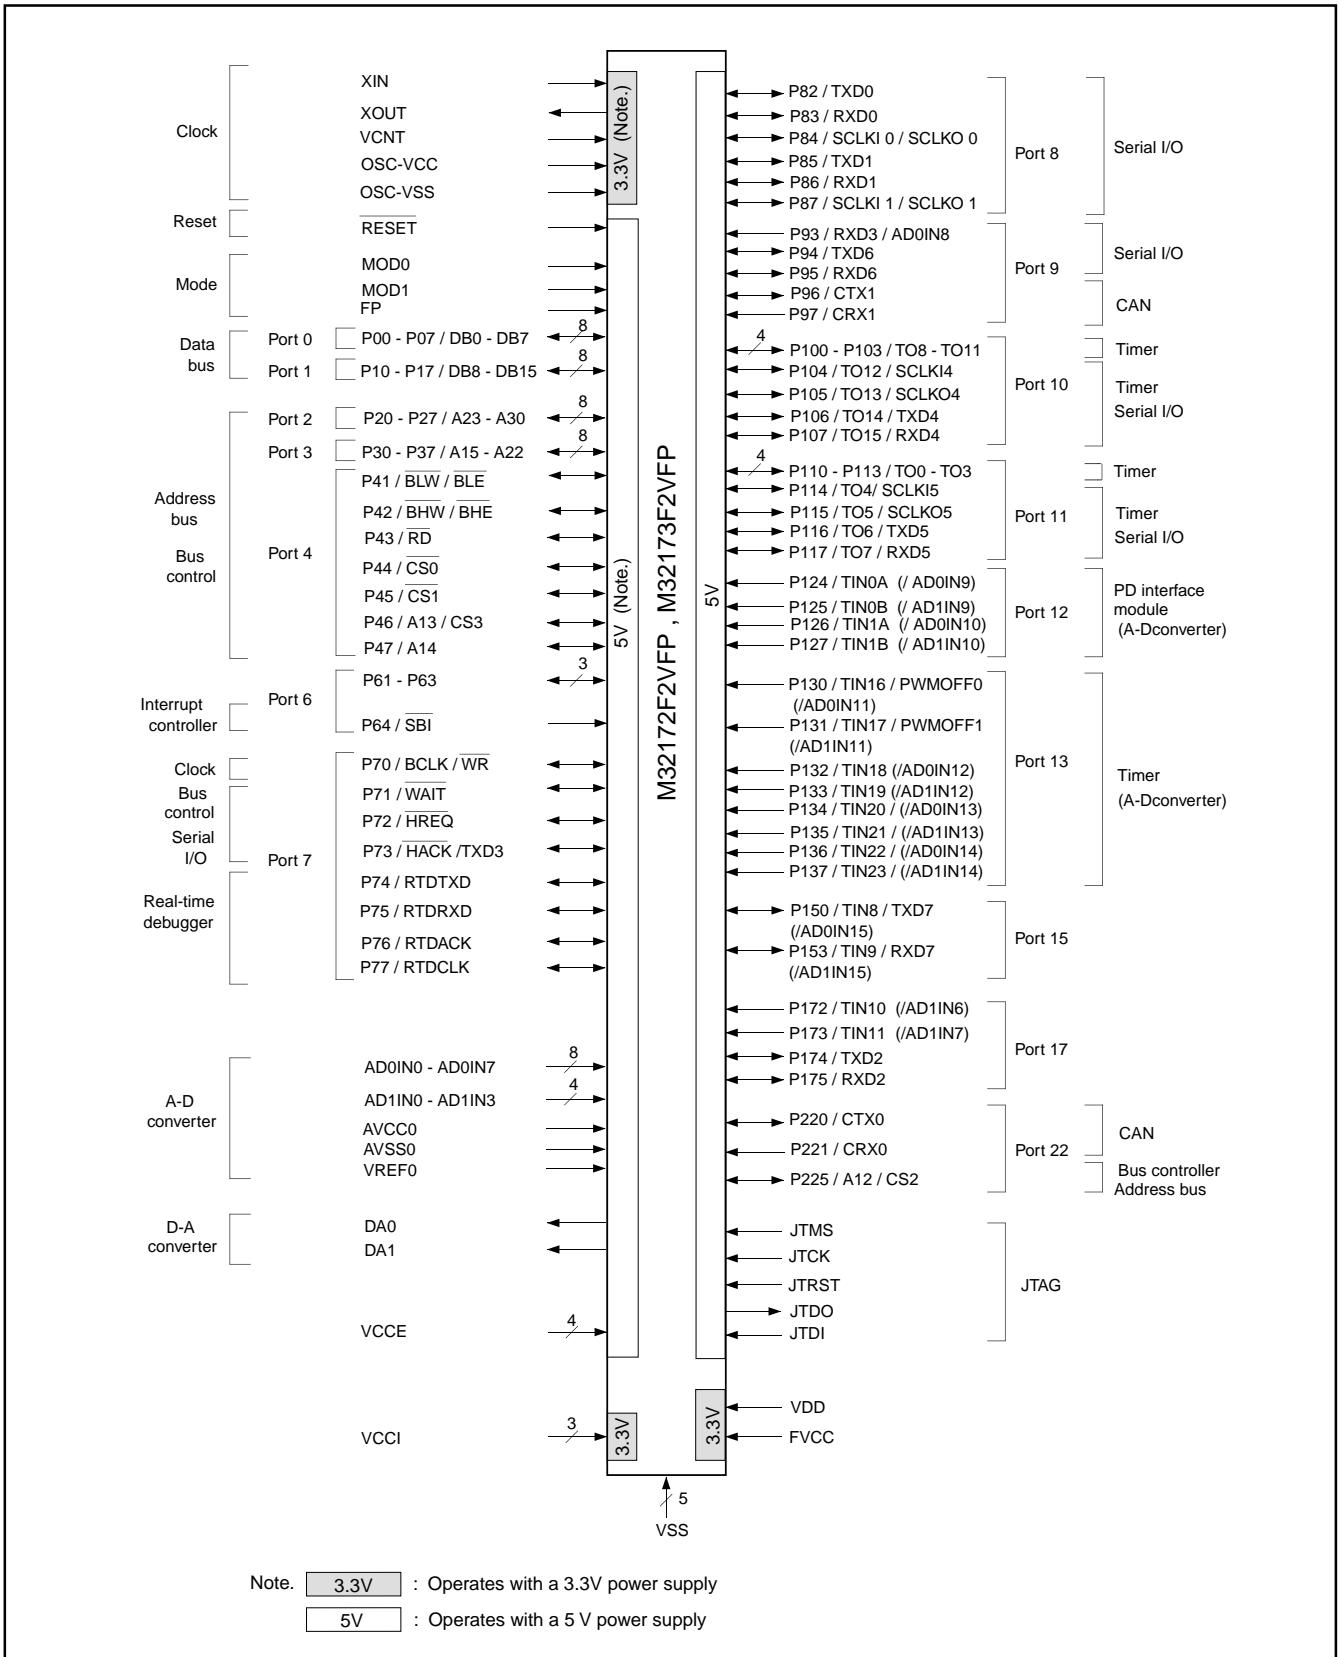 Clock
XIN
XOUT
VCNT
OSC-VCC
OSC-VSS
Reset
RESET
Mode
MOD0
MOD1
FP
Data
bus
Port 0
P00 - P07 / DB0 - DB7
8
Port 1
P10 - P17 / DB8 - DB15
8
Address
bus
Bus
control
Port 2
P20 - P27 / A23 - A30
8
Port 3
P30 - P37 / A15 - A22
8
Port 4
P41 / BLW / BLE
P42 / BHW / BHE
P43 / RD
P44 / CS0
P45 / CS1
P46 / A13 / CS3
P47 / A14
Port 6
P61 - P63
3
Interrupt
controller
P64 / SBI
Clock
Bus
control
Serial
I/O
Port 7
P70 / BCLK / WR
P71 / WAIT
P72 / HREQ
P73 / HACK /TXD3
Real-time
debugger
P74 / RTDTXD
P75 / RTDRXD
P76 / RTDACK
P77 / RTDCLK
A-D
converter
AD0IN0 - AD0IN7
8
AD1IN0 - AD1IN3
4
AVCC0
AVSS0
VREF0
D-A
converter
DA0
DA1
VCCE
4
VCCI
3
3.3V (Note.)
5V (Note.)
3.3V
M32172F2VFP , M32173F2VFP
5V
3.3V
5
VSS
P82 / TXD0
P83 / RXD0
P84 / SCLKI 0 / SCLKO 0
P85 / TXD1
P86 / RXD1
P87 / SCLKI 1 / SCLKO 1
Port 8
Serial I/O
P93 / RXD3 / AD0IN8
P94 / TXD6
P95 / RXD6
P96 / CTX1
P97 / CRX1
Port 9
Serial I/O
CAN
4
P100 - P103 / TO8 - TO11
P104 / TO12 / SCLKI4
P105 / TO13 / SCLKO4
P106 / TO14 / TXD4
P107 / TO15 / RXD4
Port 10
Timer
Timer
Serial I/O
4
P110 - P113 / TO0 - TO3
P114 / TO4/ SCLKI5
P115 / TO5 / SCLKO5
P116 / TO6 / TXD5
P117 / TO7 / RXD5
Port 11
Timer
Timer
Serial I/O
P124 / TIN0A (/ AD0IN9)
P125 / TIN0B (/ AD1IN9)
P126 / TIN1A (/ AD0IN10)
P127 / TIN1B (/ AD1IN10)
Port 12
PD interface
module
(A-Dconverter)
P130 / TIN16 / PWMOFF0
(/AD0IN11)
P131 / TIN17 / PWMOFF1
(/AD1IN11)
P132 / TIN18 (/AD0IN12)
P133 / TIN19 (/AD1IN12)
P134 / TIN20 / (/AD0IN13)
P135 / TIN21 / (/AD1IN13)
P136 / TIN22 / (/AD0IN14)
P137 / TIN23 / (/AD1IN14)
Port 13
Timer
(A-Dconverter)
P150 / TIN8 / TXD7
(/AD0IN15)
P153 / TIN9 / RXD7
(/AD1IN15)
Port 15
P172 / TIN10 (/AD1IN6)
P173 / TIN11 (/AD1IN7)
P174 / TXD2
P175 / RXD2
Port 17
P220 / CTX0
P221 / CRX0
P225 / A12 / CS2
Port 22
CAN
Bus controller
Address bus
JTMS
JTCK
JTRST
JTDO
JTDI
JTAG
VDD
FVCC
Note. 3.3V : Operates with a 3.3V power supply
5V : Operates with a 5 V power supply